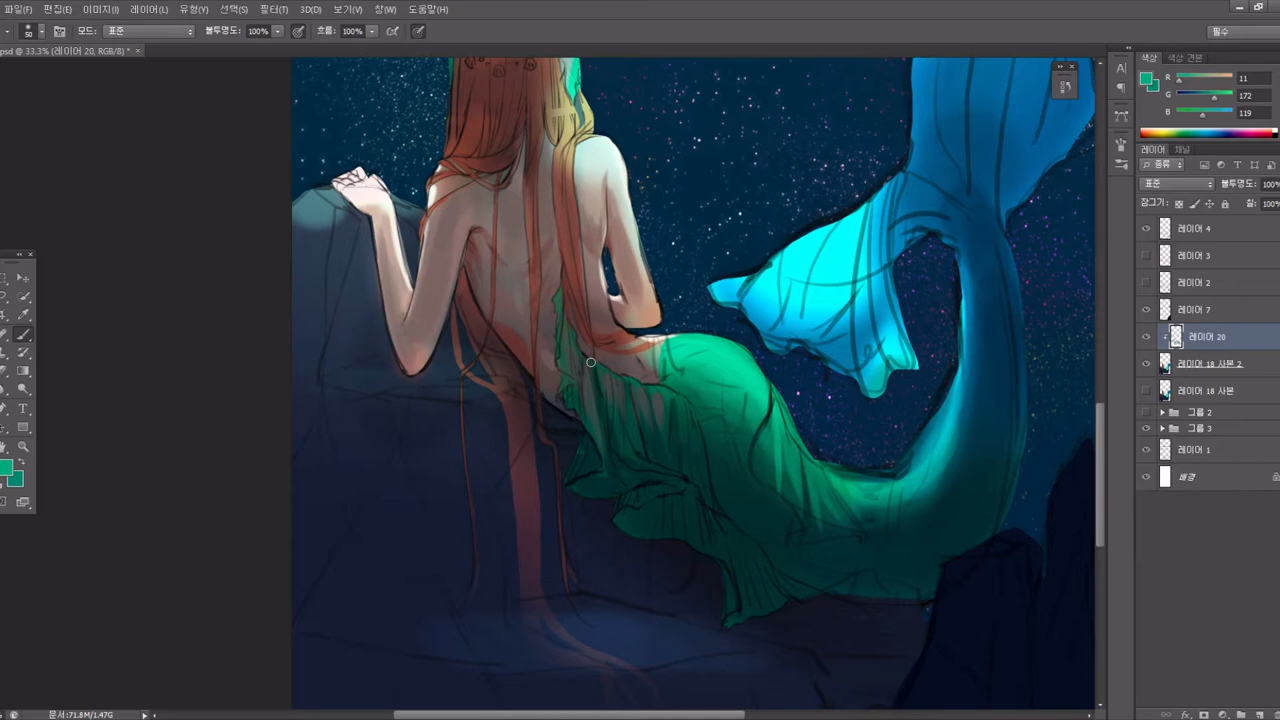 파일(F) 편집(E) 이미지(I) 레이어(L) 유형(Y) 선택(S) 필터(T) 3D(D) 보기(V) 창(W) 도움말(H)
50 모드: 표준 불투명도: 100% 흐름: 100% 필수
psd @ 33.3% (레이어 20, RGB/8) * ×
색상 색상 견본
R 11
G 172
B 119
레이어 채널
종류
표준 불투명도: 100%
잠그기: 칠: 100%
레이어 4
레이어 3
레이어 2
레이어 7
레이어 20
레이어 18 사본 2
레이어 18 사본
그룹 2
그룹 3
레이어 1
배경
문서:71.8M/1.47G